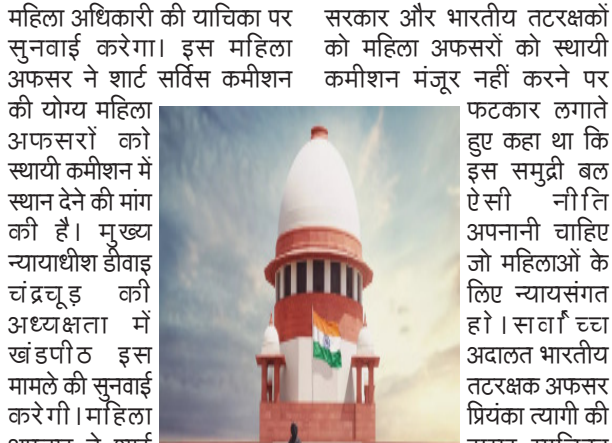 महिला अधिकारी की याचिका पर
सुनवाई करेगा। इस महिला
अफसर ने शार्ट सर्विस कमीशन
की योग्य महिला
अफसरों को
स्थायी कमीशन में
स्थान देने की मांग
की है। मुख्य
न्यायाधीश डीवाइ
चंद्रचूड़ की
अध्यक्षता में
खंडपीठ इस
मामले की सुनवाई
करेगी।महिला
सरकार और भारतीय तटरक्षकों
को महिला अफसरों को स्थायी
कमीशन मंजूर नहीं करने पर
फटकार लगाते
हुए कहा था कि
इस समुद्री बल
ऐसी नीति
अपनानी चाहिए
जो महिलाओं के
लिए न्यायसंगत
हो।सर्वाेच्चा
अदालत भारतीय
तटरक्षक अफसर
प्रियंका त्यागी की